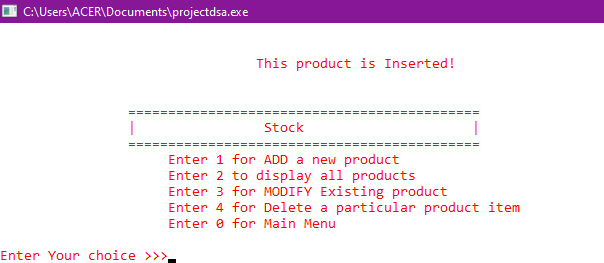 C:\Users\ACER\Documents\projectdsa.exe
This product is Inserted!
============================================
| Stock |
============================================
Enter 1 for ADD a new product
Enter 2 to display all products
Enter 3 for MODIFY Existing product
Enter 4 for Delete a particular product item
Enter 0 for Main Menu
Enter Your choice >>>